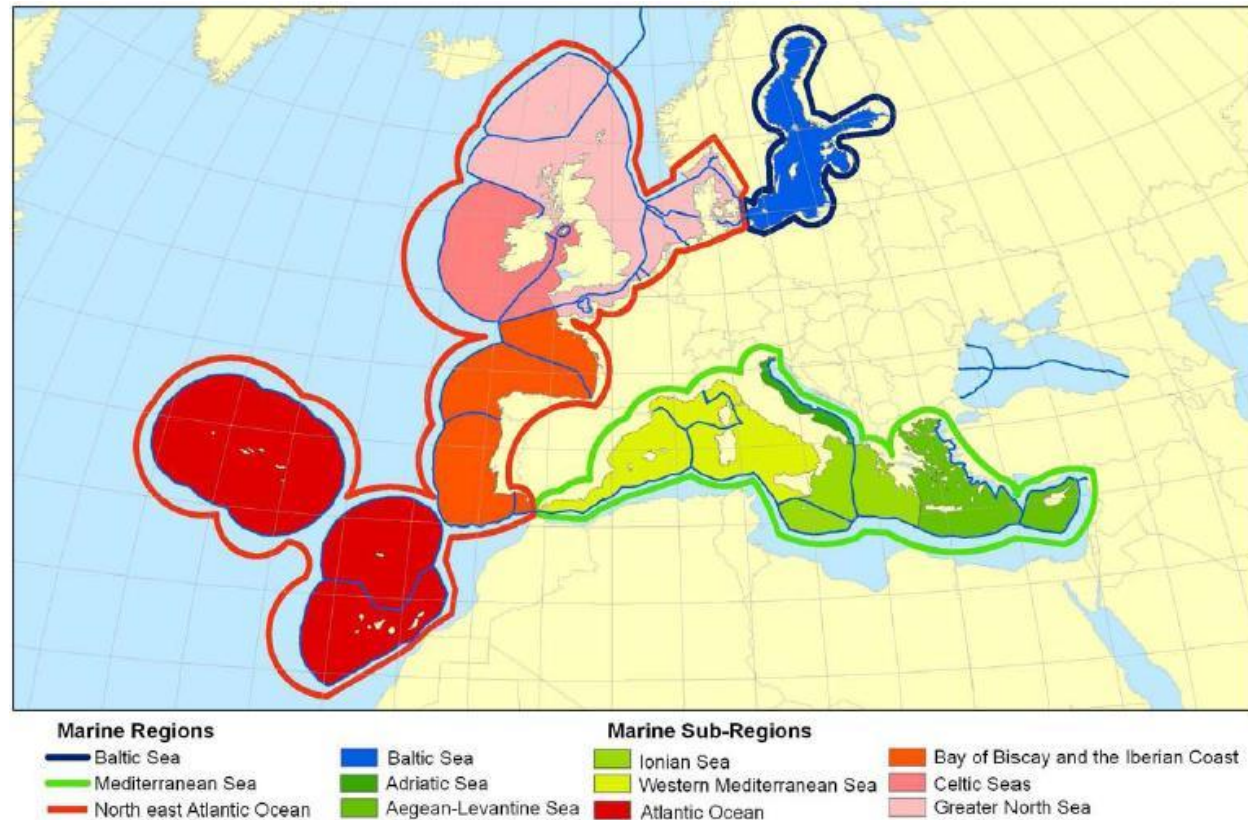 Marine Regions
Baltic Sea
Mediterranean Sea
North east Atlantic Ocean
Marine Sub-Regions
Baltic Sea
Adriatic Sea
Aegean-Levantine Sea
Ionian Sea
Western Mediterranean Sea
Atlantic Ocean
Bay of Biscay and the Iberian Coast
Celtic Seas
Greater North Sea